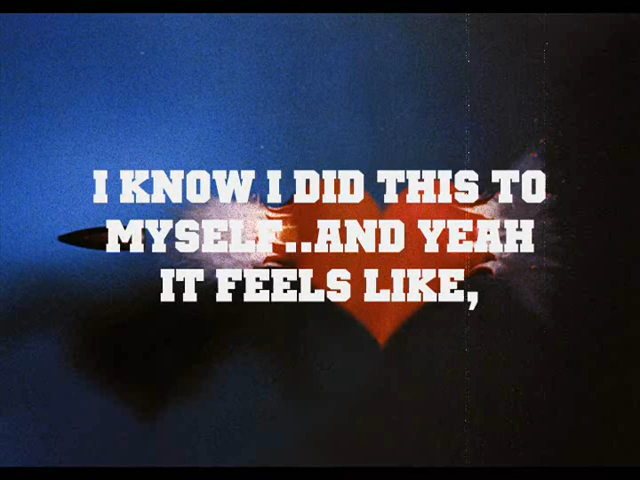 I KNOW I DID THIS TO
MYSELF..AND YEAH
IT FEELS LIKE,